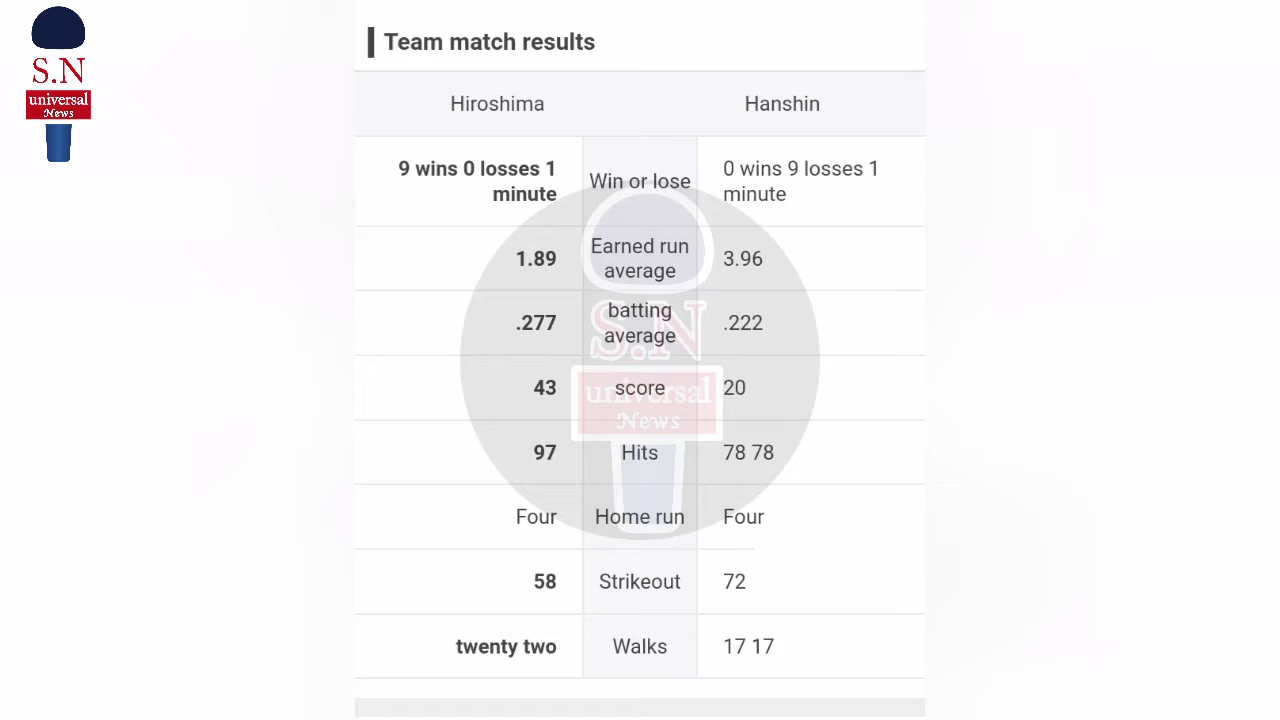 S.N
universal
News
Team match results
Hiroshima Hanshin
9 wins 0 losses 1
minute
Win or lose
0 wins 9 losses 1
minute
1.89
Earned run
average
3.96
.277
batting
average
.222
43 score 20
97 Hits 78 78
Four Home run Four
58 Strikeout 72
twenty two Walks 17 17
S.N
universal
News